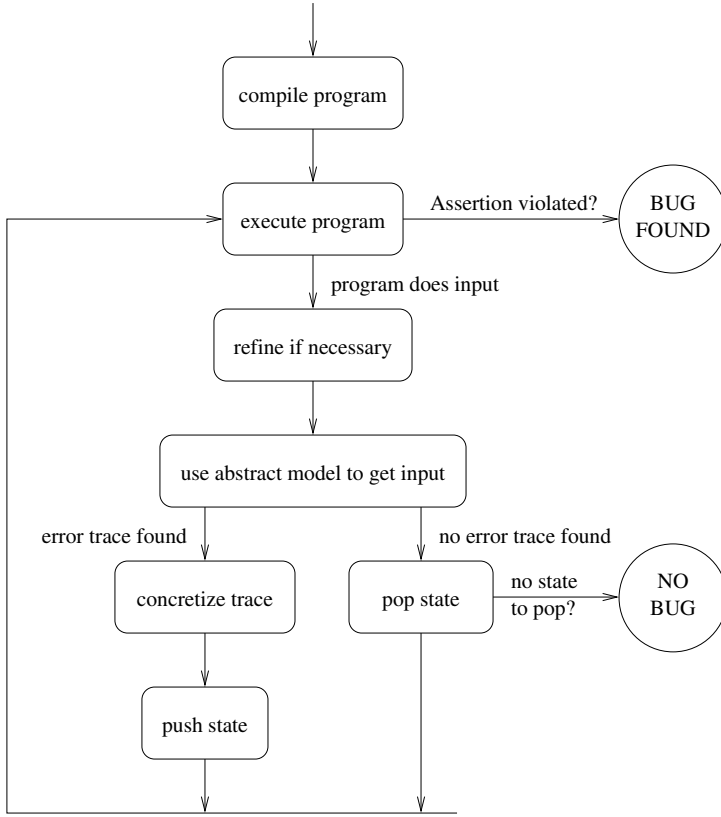 compile program
execute program
Assertion violated?
BUG
FOUND
program does input
refine if necessary
use abstract model to get input
error trace found
no error trace found
concretize trace
pop state
no state
to pop?
NO
BUG
push state